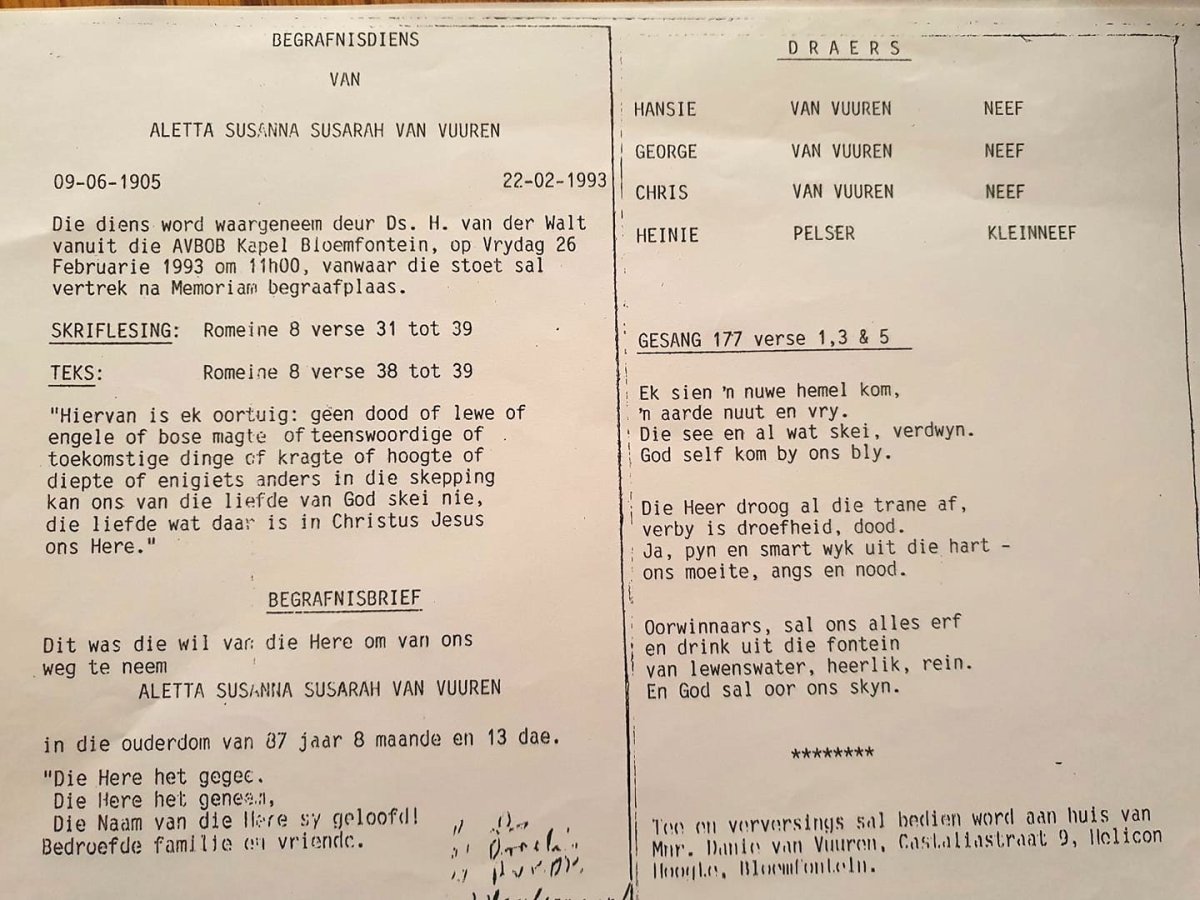 BEGRAFNISDIENS
VAN
ALETTA SUSANNA SUSARAH VAN VUUREN
09-06-1905 22-02-1993
Die diens word waargeneem deur Ds. H. van der Walt
vanuit die AVBOB Kapel Bloemfontein, op Vrydag 26
Februarie 1993 om 11h00, vanwaar die stoet sal
vertrek na Memoriam begraafplaas.
SKRIFLESING: Romeine 8 verse 31 tot 39
TEKS: Romeine 8 verse 38 tot 39
"Hiervan is ek oortuig: geen dood of lewe of
engele of bose magte of teenswoordige of
toekomstige dinge of kragte of hoogte of
diepte of enigiets anders in die skepping
kan ons van die liefde van God skei nie,
die liefde wat daar is in Christus Jesus
ons Here."
BEGRAFNISBRIEF
Dit was die wil van die Here om van ons
weg te neem
ALETTA SUSANNA SUSARAH VAN VUUREN
in die ouderdom van 87 jaar 8 maande en 13 dae.
"Die Here het gegee.
Die Here het geneem,
Die Naam van die Here sy geloofd!
Bedroefde familie en vriende.
DRAERS
HANSIE VAN VUUREN NEEF
GEORGE VAN VUUREN NEEF
CHRIS VAN VUUREN NEEF
HEINIE PELSER KLEINNEEF
GESANG 177 verse 1,3 & 5
Ek sien 'n nuwe hemel kom,
'n aarde nuut en vry.
Die see en al wat skei, verdwyn.
God self kom by ons bly.
Die Heer droog al die trane af,
verby is droefheid, dood.
Ja, pyn en smart wyk uit die hart -
ons moeite, angs en nood.
Oorwinnaars, sal ons alles erf
en drink uit die fontein
van lewenswater, heerlik, rein.
En God sal oor ons skyn.
********
Tee en verversings sal bedien word aan huis van
Mnr. Danie van Vuuren, Castaliastraat 9, Helicon
Hoogte, Bloemfontein.